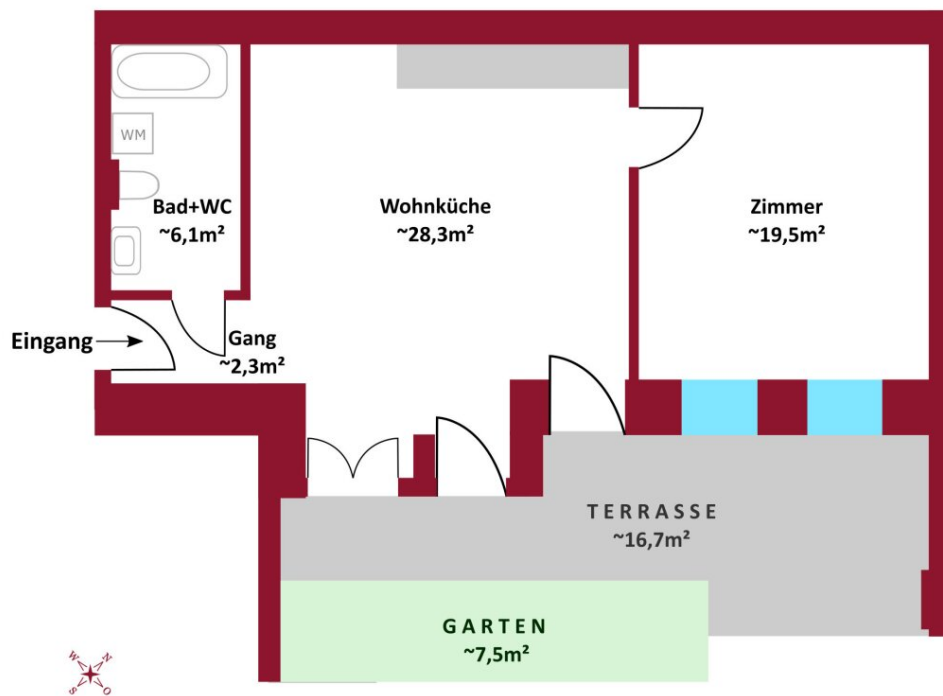 WM
Bad+WC
~6,1m²
Wohnküche
~28,3m²
Zimmer
~19,5m²
Eingang
Gang
~2,3m²
TERRASSE
~16,7m²
GARTEN
~7,5m²
W N
S O